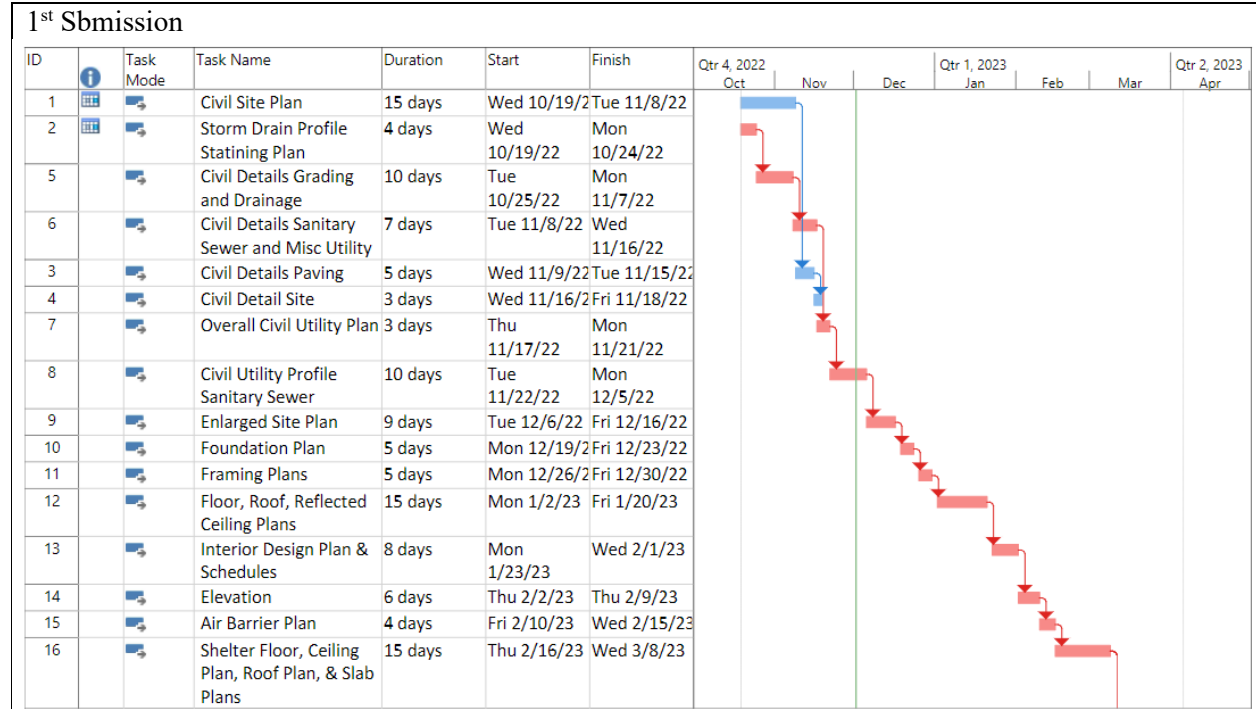 1st Sbmission
ID Task Mode Task Name Duration Start Finish
Qtr 4, 2022 Qtr 1, 2023 Qtr 2, 2023
Oct Nov Dec Jan Feb Mar Apr
1 Civil Site Plan 15 days Wed 10/19/2 Tue 11/8/22
2 Storm Drain Profile 4 days Wed Mon
Statining Plan 10/19/22 10/24/22
5 Civil Details Grading 10 days Tue Mon
and Drainage 10/25/22 11/7/22
6 Civil Details Sanitary 7 days Tue 11/8/22 Wed
Sewer and Misc Utility 11/16/22
3 Civil Details Paving 5 days Wed 11/9/22 Tue 11/15/22
4 Civil Detail Site 3 days Wed 11/16/2 Fri 11/18/22
7 Overall Civil Utility Plan 3 days Thu Mon
11/17/22 11/21/22
8 Civil Utility Profile 10 days Tue Mon
Sanitary Sewer 11/22/22 12/5/22
9 Enlarged Site Plan 9 days Tue 12/6/22 Fri 12/16/22
10 Foundation Plan 5 days Mon 12/19/2 Fri 12/23/22
11 Framing Plans 5 days Mon 12/26/2 Fri 12/30/22
12 Floor, Roof, Reflected 15 days Mon 1/2/23 Fri 1/20/23
Ceiling Plans
13 Interior Design Plan & 8 days Mon Wed 2/1/23
Schedules 1/23/23
14 Elevation 6 days Thu 2/2/23 Thu 2/9/23
15 Air Barrier Plan 4 days Fri 2/10/23 Wed 2/15/23
16 Shelter Floor, Ceiling 15 days Thu 2/16/23 Wed 3/8/23
Plan, Roof Plan, & Slab
Plans